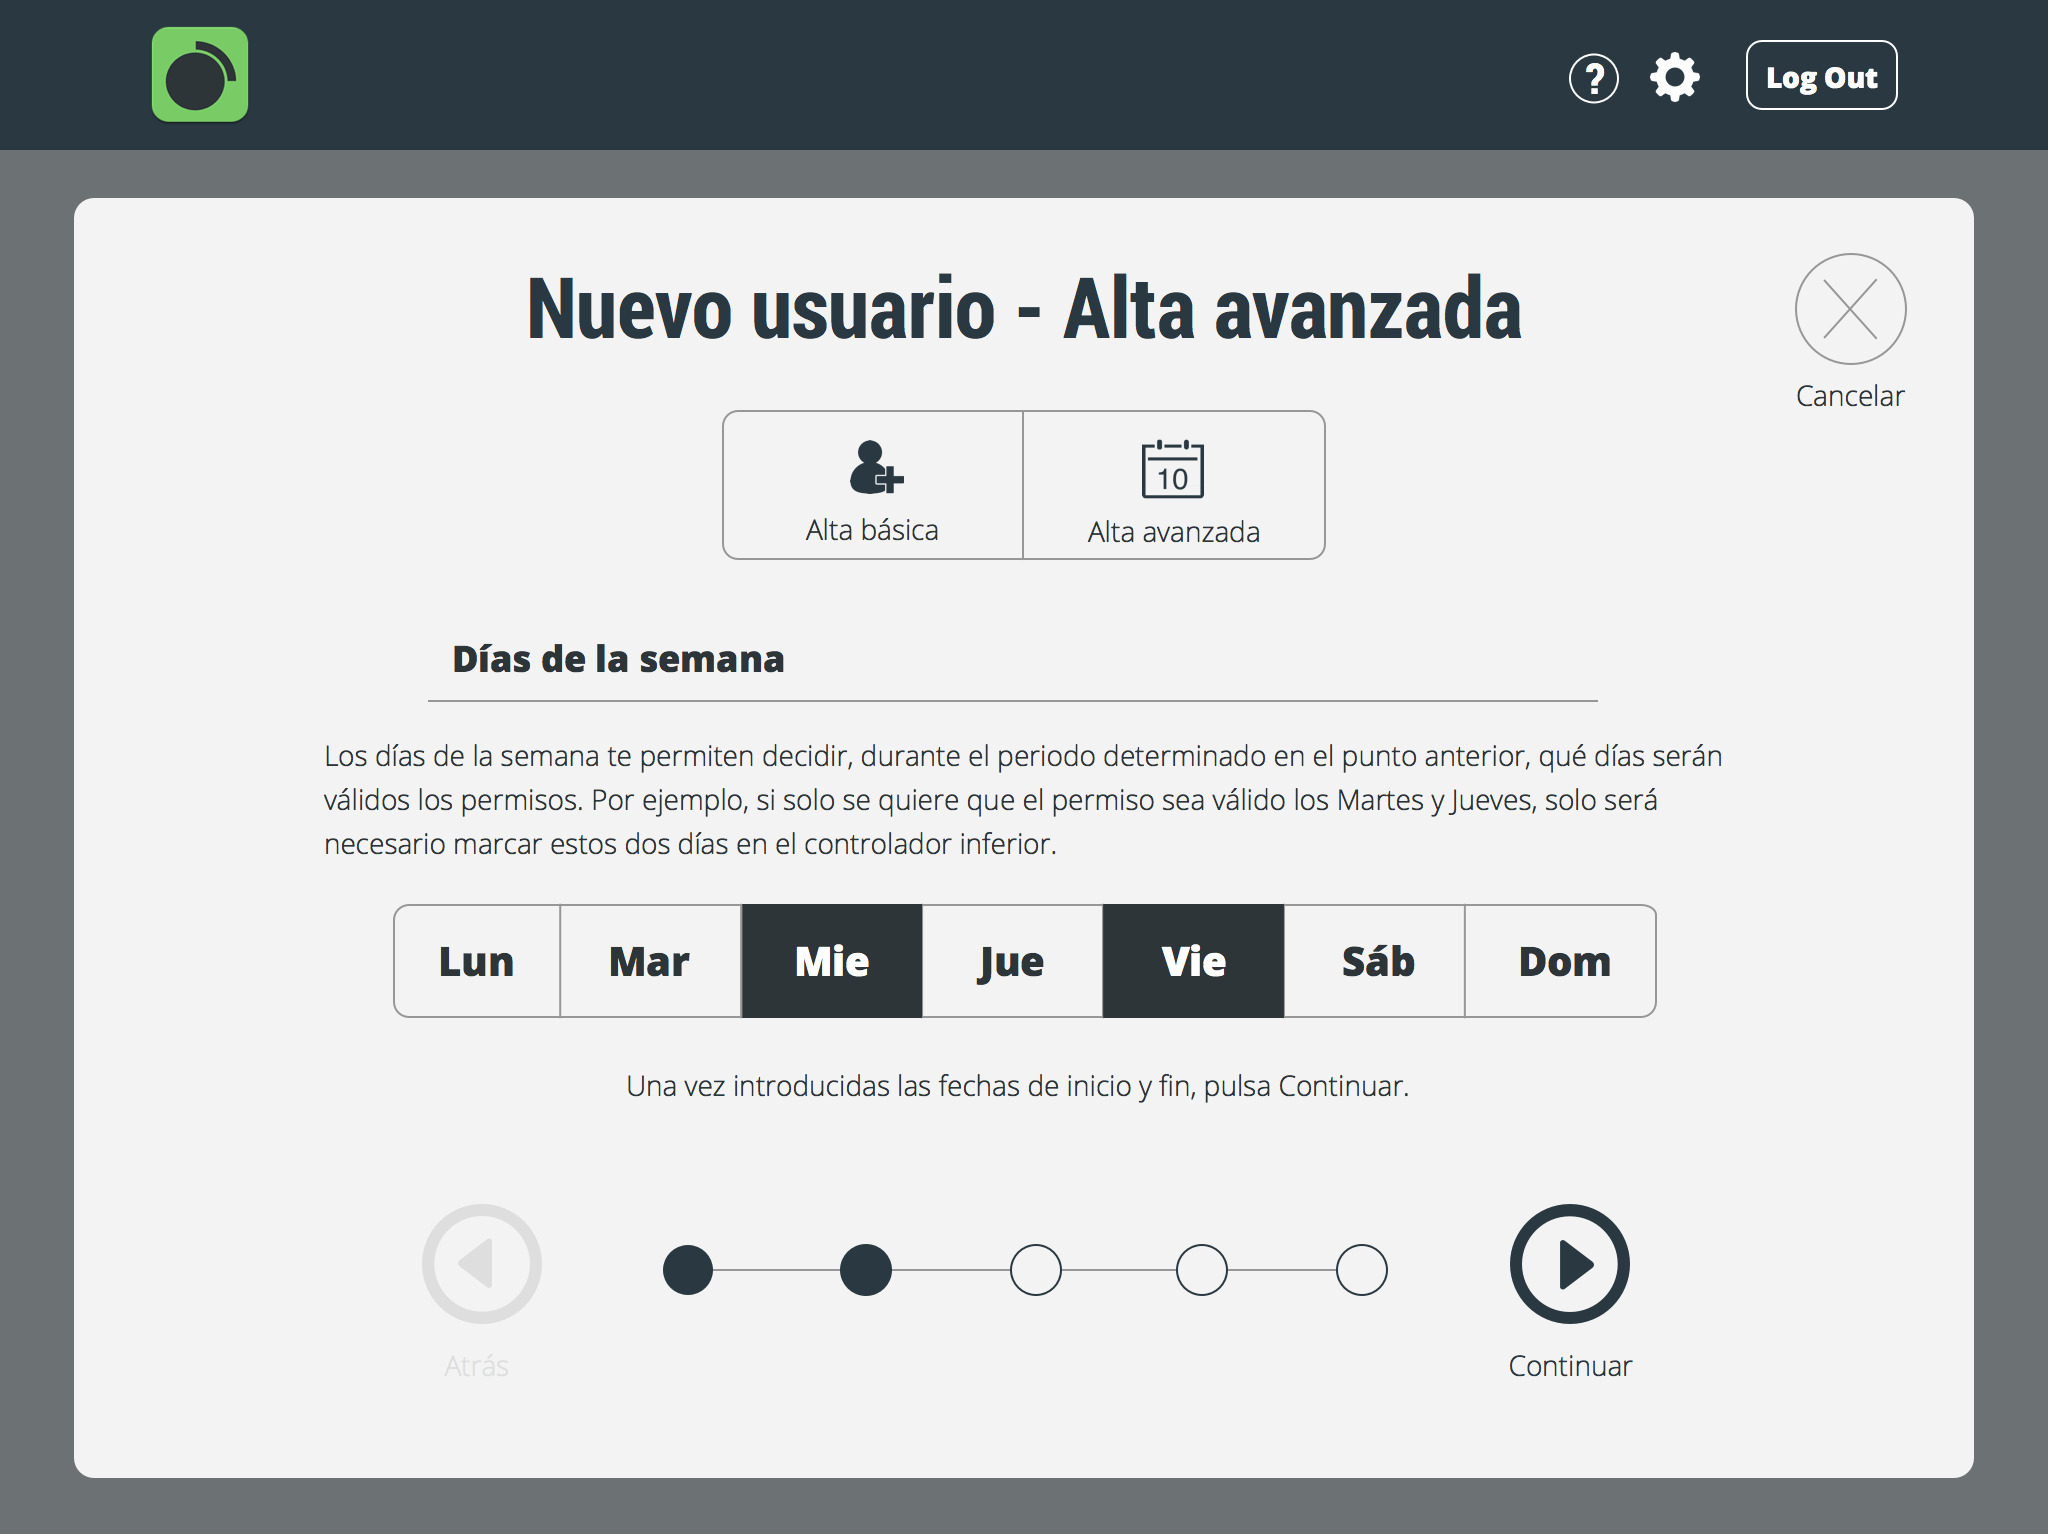 ?
Log Out
Nuevo usuario - Alta avanzada
Cancelar
10
Alta básica
Alta avanzada
Días de la semana
Los días de la semana te permiten decidir, durante el periodo determinado en el punto anterior, qué días serán
válidos los permisos. Por ejemplo, si solo se quiere que el permiso sea válido los Martes y Jueves, solo será
necesario marcar estos dos días en el controlador inferior.
Lun Mar Mie Jue Vie Sáb Dom
Una vez introducidas las fechas de inicio y fin, pulsa Continuar.
Atrás
Continuar